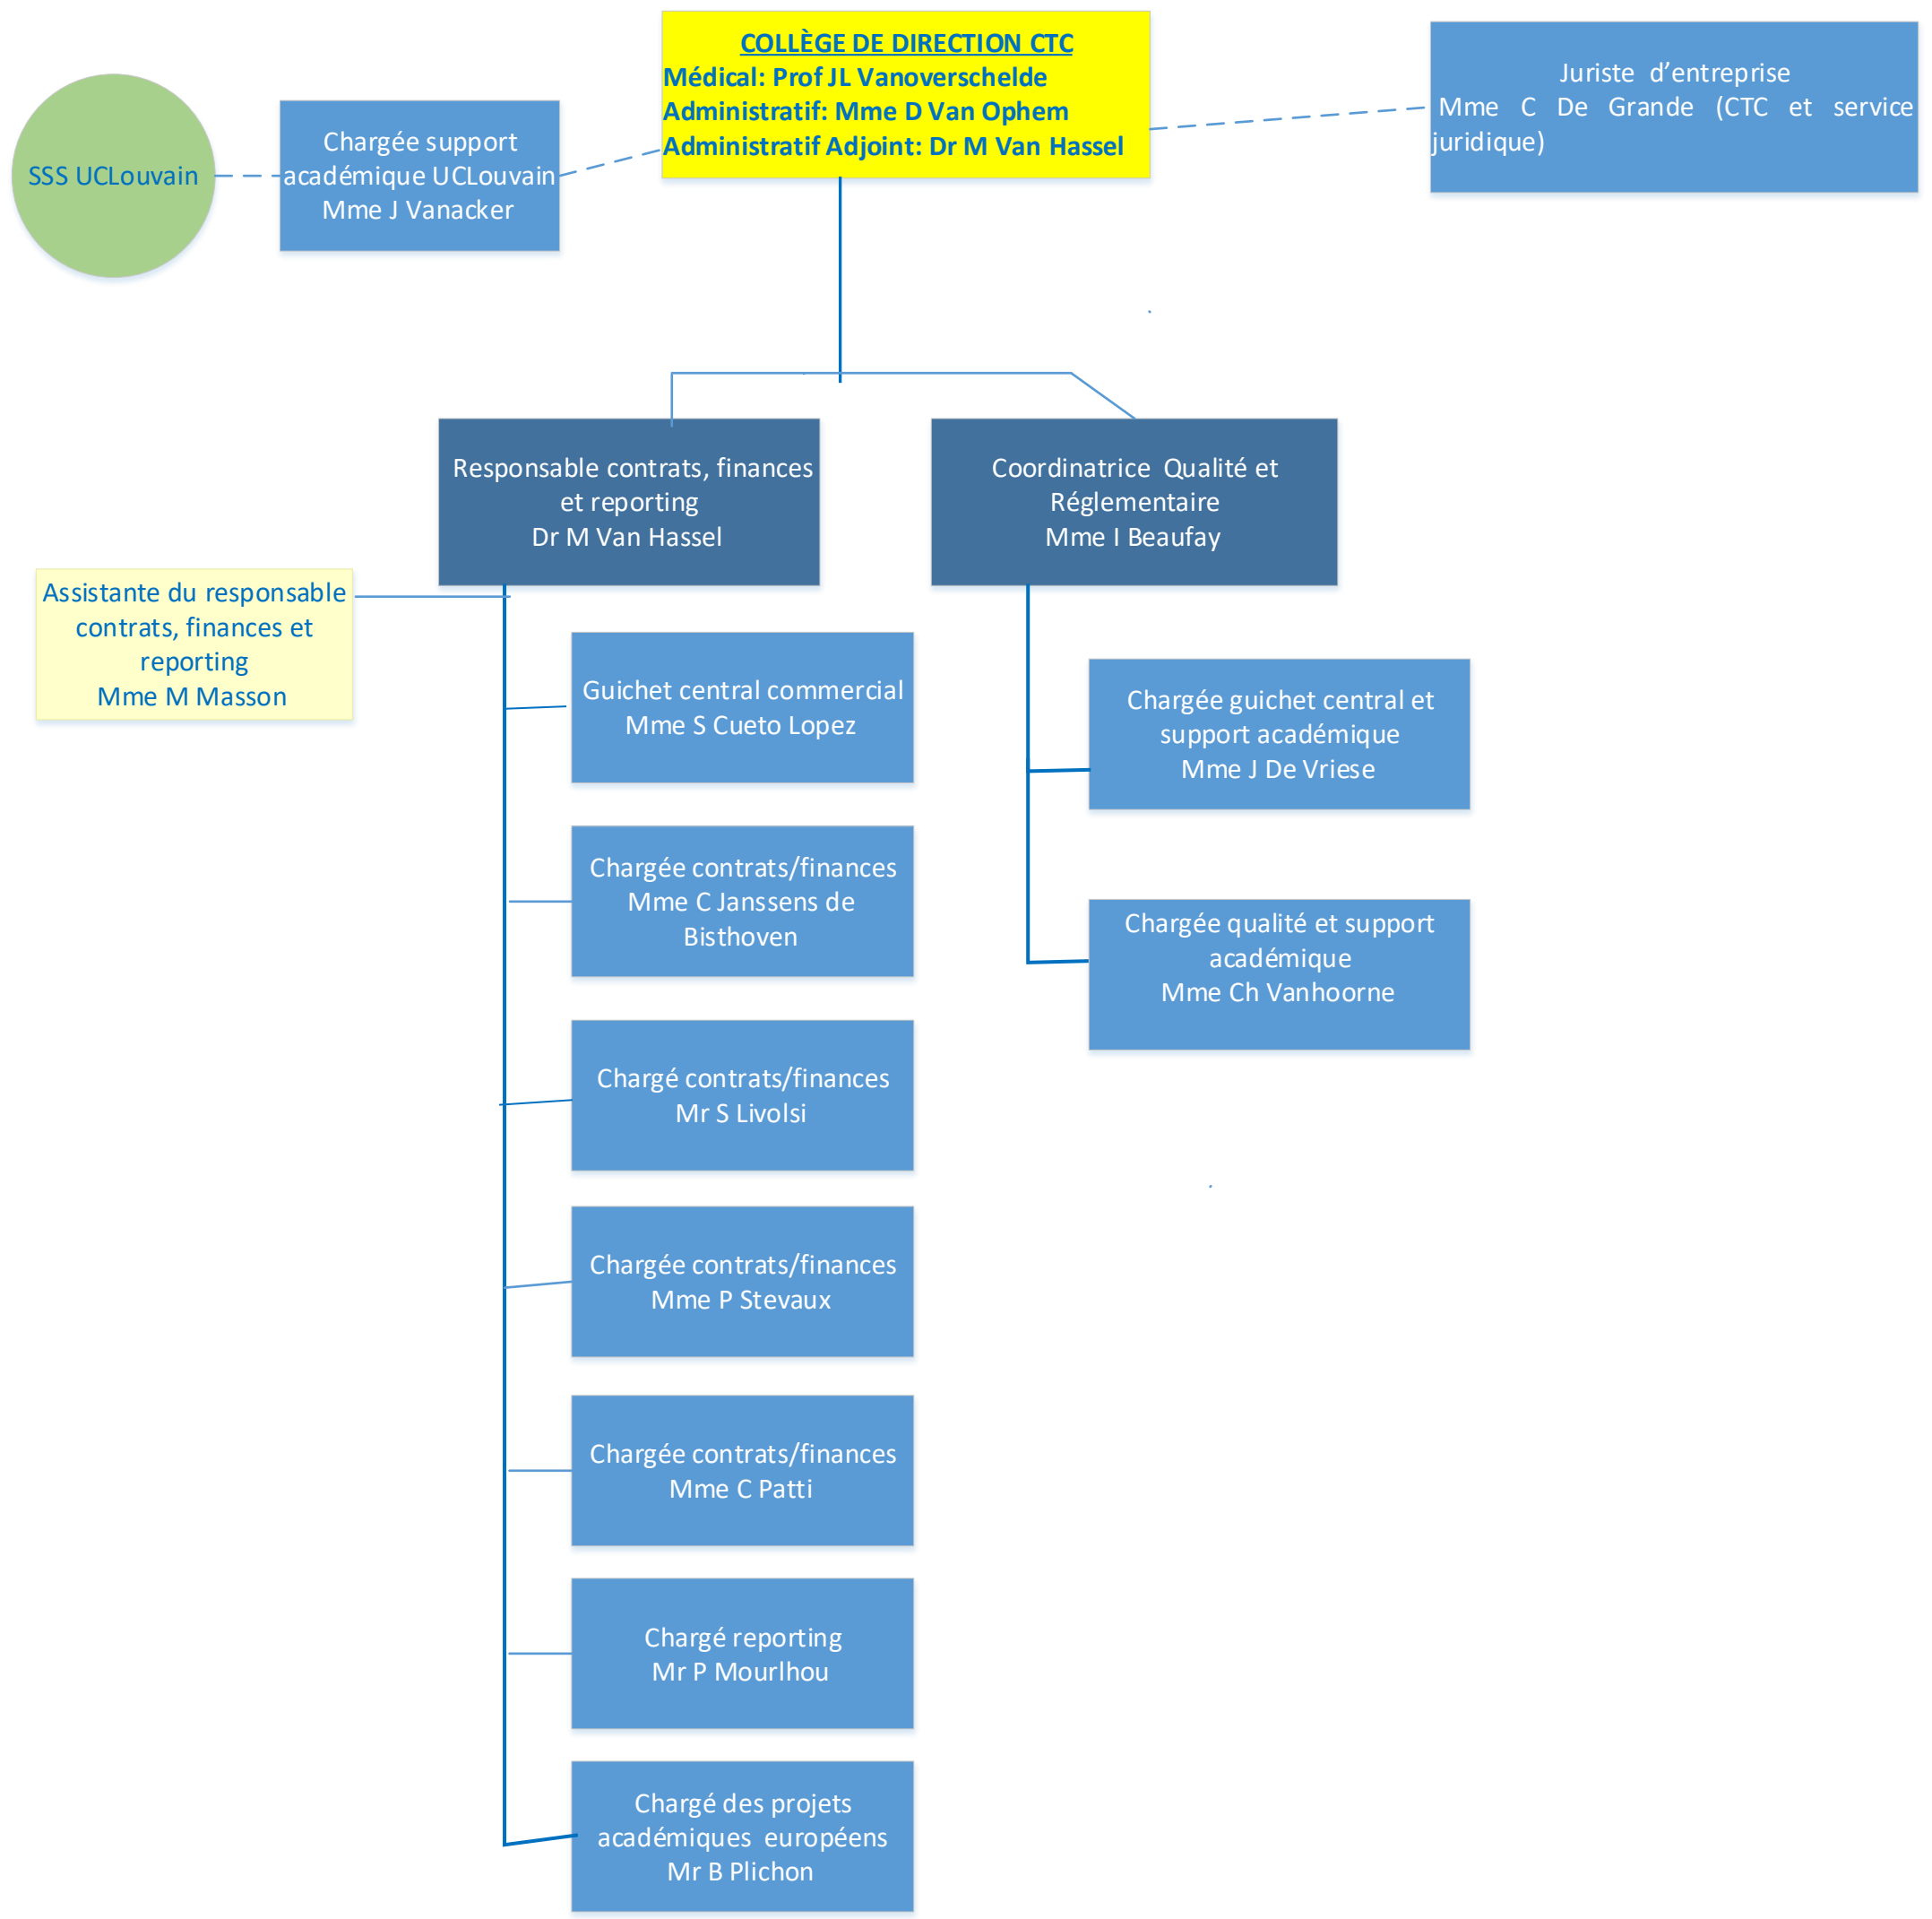 COLLÈGE DE DIRECTION CTC
Médical: Prof JL Vanoverschelde
Administratif: Mme D Van Ophem
Administratif Adjoint: Dr M Van Hassel
Juriste d’entreprise
Mme C De Grande (CTC et service
juridique)
SSS UCLouvain
Chargée support
académique UCLouvain
Mme J Vanacker
Responsable contrats, finances
et reporting
Dr M Van Hassel
Coordinatrice Qualité et
Réglementaire
Mme I Beaufay
Assistante du responsable
contrats, finances et
reporting
Mme M Masson
Guichet central commercial
Mme S Cueto Lopez
Chargée contrats/finances
Mme C Janssens de
Bisthoven
Chargé contrats/finances
Mr S Livolsi
Chargée contrats/finances
Mme P Stevaux
Chargée contrats/finances
Mme C Patti
Chargé reporting
Mr P Mourlhou
Chargé des projets
académiques européens
Mr B Plichon
Chargée guichet central et
support académique
Mme J De Vriese
Chargée qualité et support
académique
Mme Ch Vanhoorne